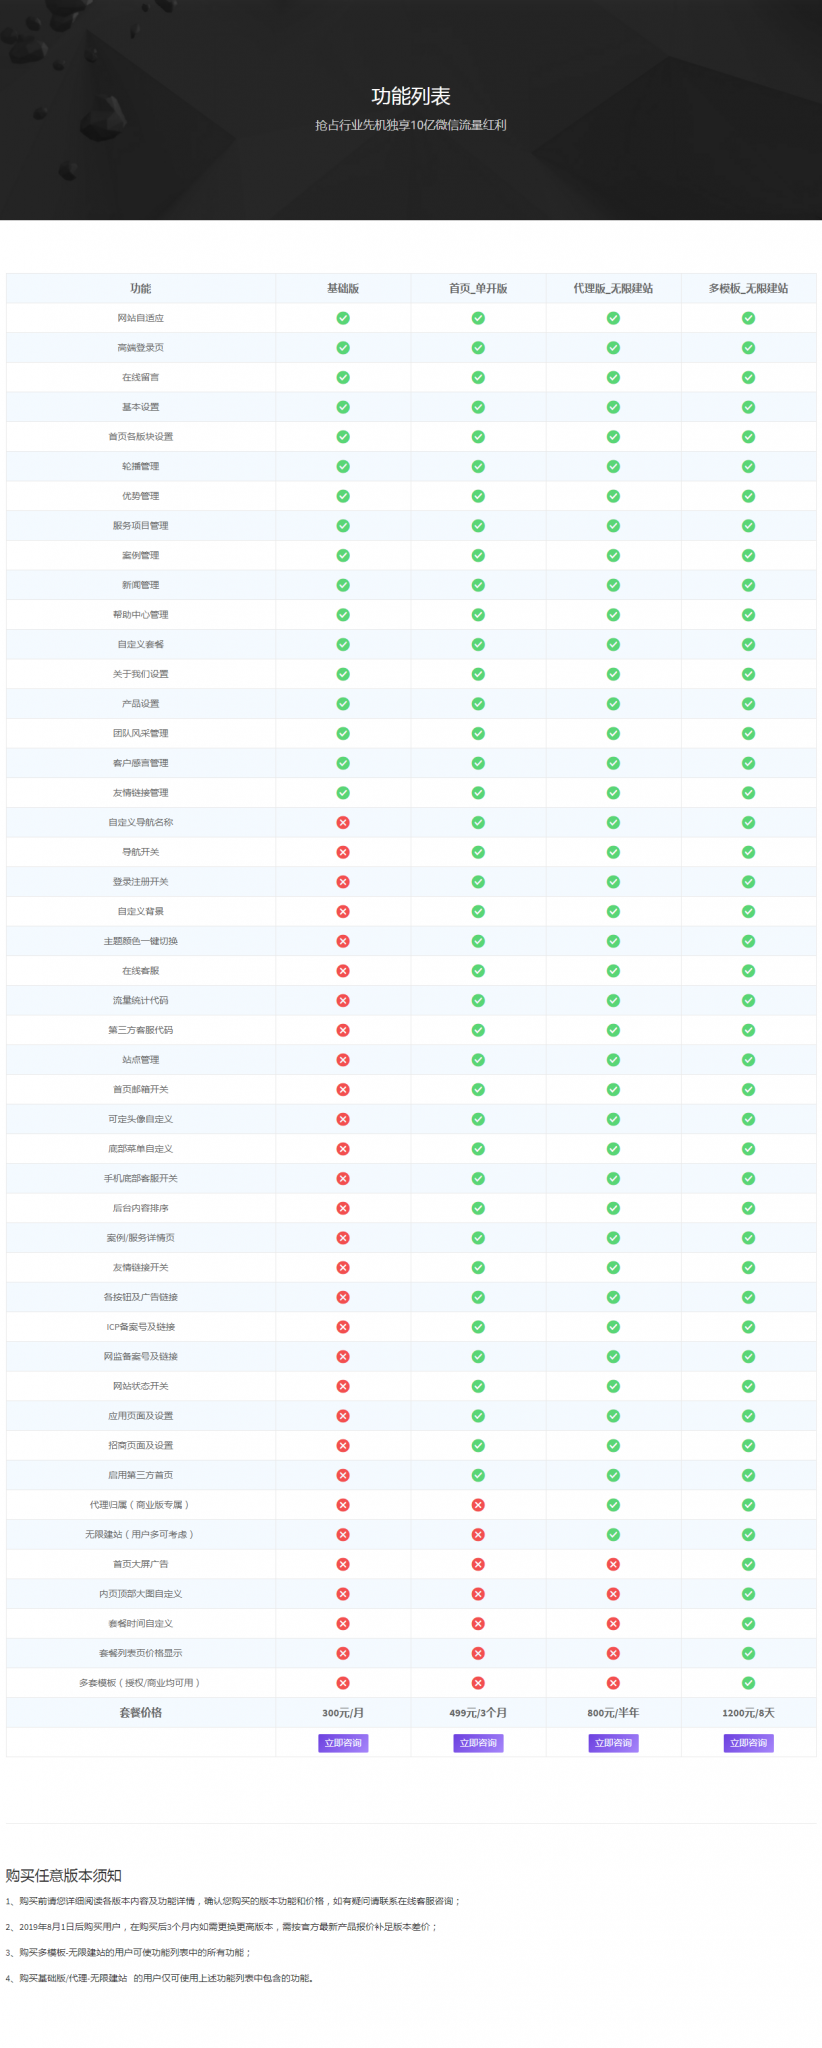 功能列表
抢占行业先机独享10亿微信流量红利
功能 基础版 首页_单开版 代理版_无限建站 多模板_无限建站
网站自适应
高端登录页
在线留言
基本设置
首页各版块设置
轮播管理
优势管理
服务项目管理
案例管理
新闻管理
帮助中心管理
自定义套餐
关于我们设置
产品设置
团队风采管理
客户感言管理
友情链接管理
自定义导航名称
导航开关
登录注册开关
自定义背景
主题颜色一键切换
在线客服
流量统计代码
第三方客服代码
站点管理
首页邮箱开关
可定头像自定义
底部菜单自定义
手机底部客服开关
后台内容排序
案例/服务详情页
友情链接开关
各按钮及广告链接
ICP备案号及链接
网监备案号及链接
网站状态开关
应用页面及设置
招商页面及设置
启用第三方首页
代理归属（商业版专属）
无限建站（用户多可考虑）
首页大屏广告
内页顶部大图自定义
套餐时间自定义
套餐列表页价格显示
多套模板（授权/商业均可用）
套餐价格 300元/月 499元/3个月 800元/半年 1200元/8天
立即咨询 立即咨询 立即咨询 立即咨询
购买任意版本须知
1、购买前请您详细阅读各版本内容及功能详情，确认您购买的版本功能和价格，如有疑问请联系在线客服咨询；
2、2019年8月1日后购买用户，在购买后3个月内如需更换更高版本，需按官方最新产品报价补足版本差价；
3、购买多模板-无限建站的用户可使功能列表中的所有功能；
4、购买基础版/代理-无限建站 的用户仅可使用上述功能列表中包含的功能。